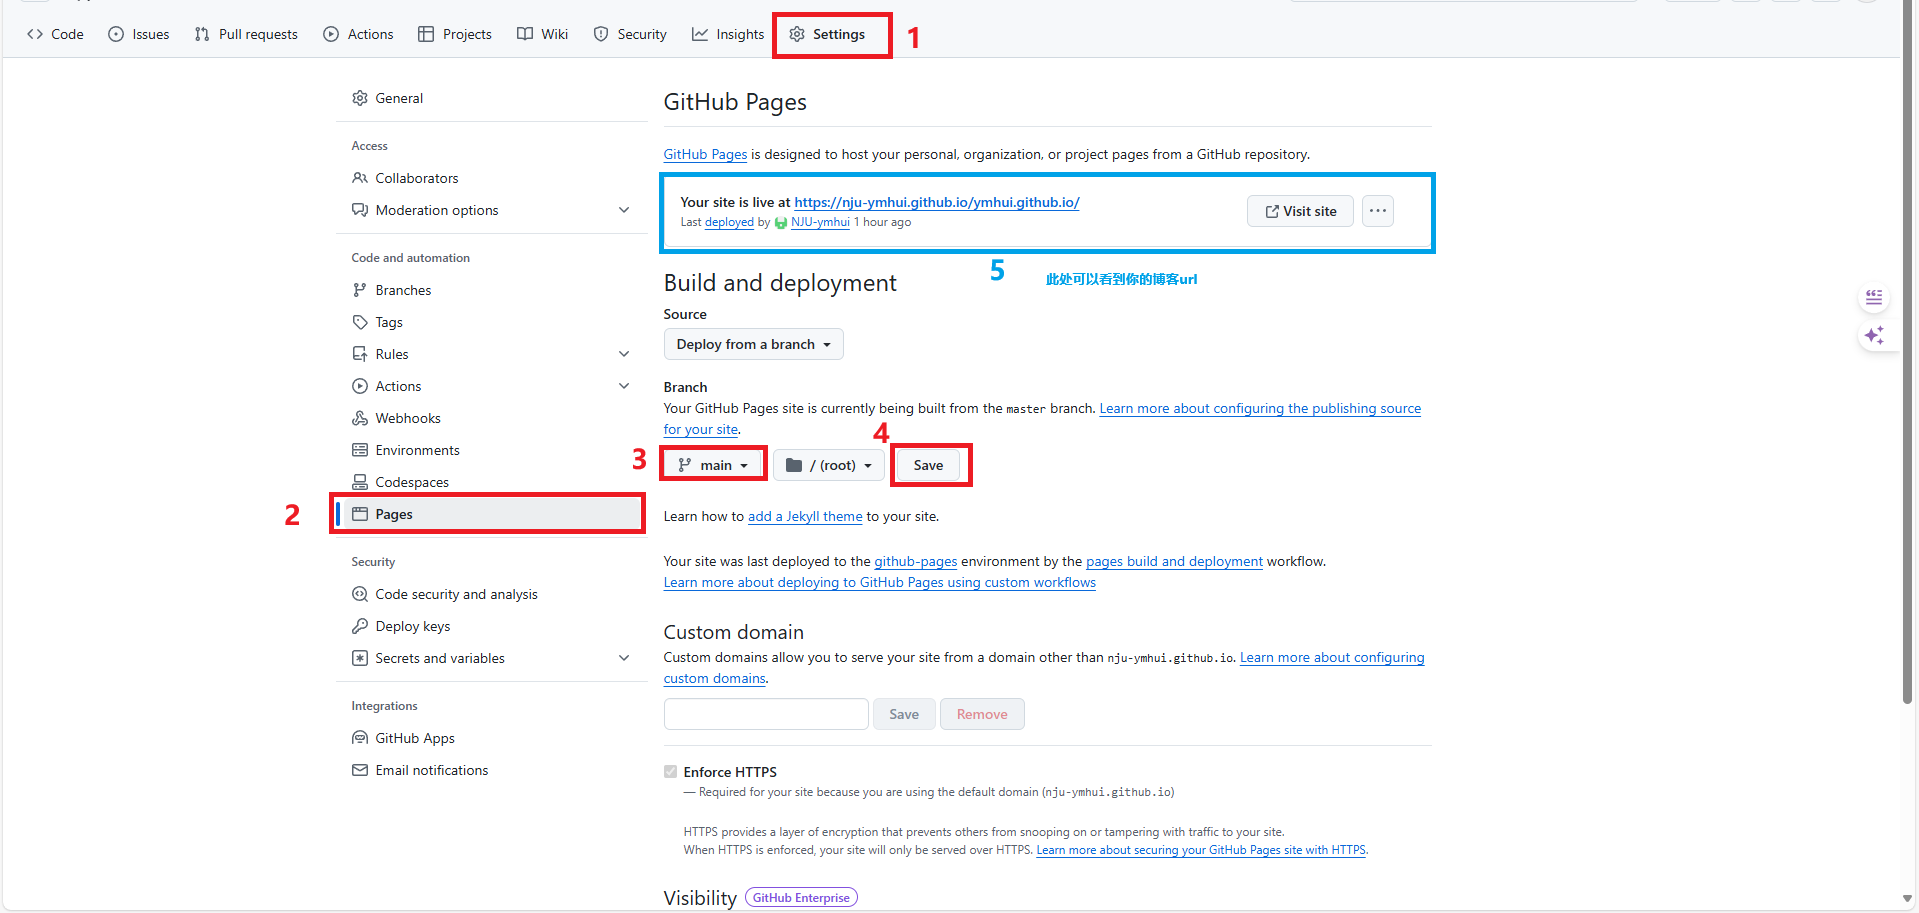 Code Issues Pull requests Actions Projects Wiki Security Insights Settings 1
General
Access
Collaborators
Moderation options
Code and automation
Branches
Tags
Rules
Actions
Webhooks
Environments
Codespaces
2 Pages
Security
Code security and analysis
Deploy keys
Secrets and variables
Integrations
GitHub Apps
Email notifications
GitHub Pages
GitHub Pages is designed to host your personal, organization, or project pages from a GitHub repository.
Your site is live at https://nju-ymhui.github.io/ymhui.github.io/
Last deployed by NJU-ymhui 1 hour ago
Visit site
5 此处可以看到你的博客url
Build and deployment
Source
Deploy from a branch
Branch
Your GitHub Pages site is currently being built from the master branch. Learn more about configuring the publishing source
for your site.
3 main / (root) 4 Save
Learn how to add a Jekyll theme to your site.
Your site was last deployed to the github-pages environment by the pages build and deployment workflow.
Learn more about deploying to GitHub Pages using custom workflows
Custom domain
Custom domains allow you to serve your site from a domain other than nju-ymhui.github.io. Learn more about configuring
custom domains.
Save Remove
Enforce HTTPS
— Required for your site because you are using the default domain (nju-ymhui.github.io)
HTTPS provides a layer of encryption that prevents others from snooping on or tampering with traffic to your site.
When HTTPS is enforced, your site will only be served over HTTPS. Learn more about securing your GitHub Pages site with HTTPS.
Visibility GitHub Enterprise